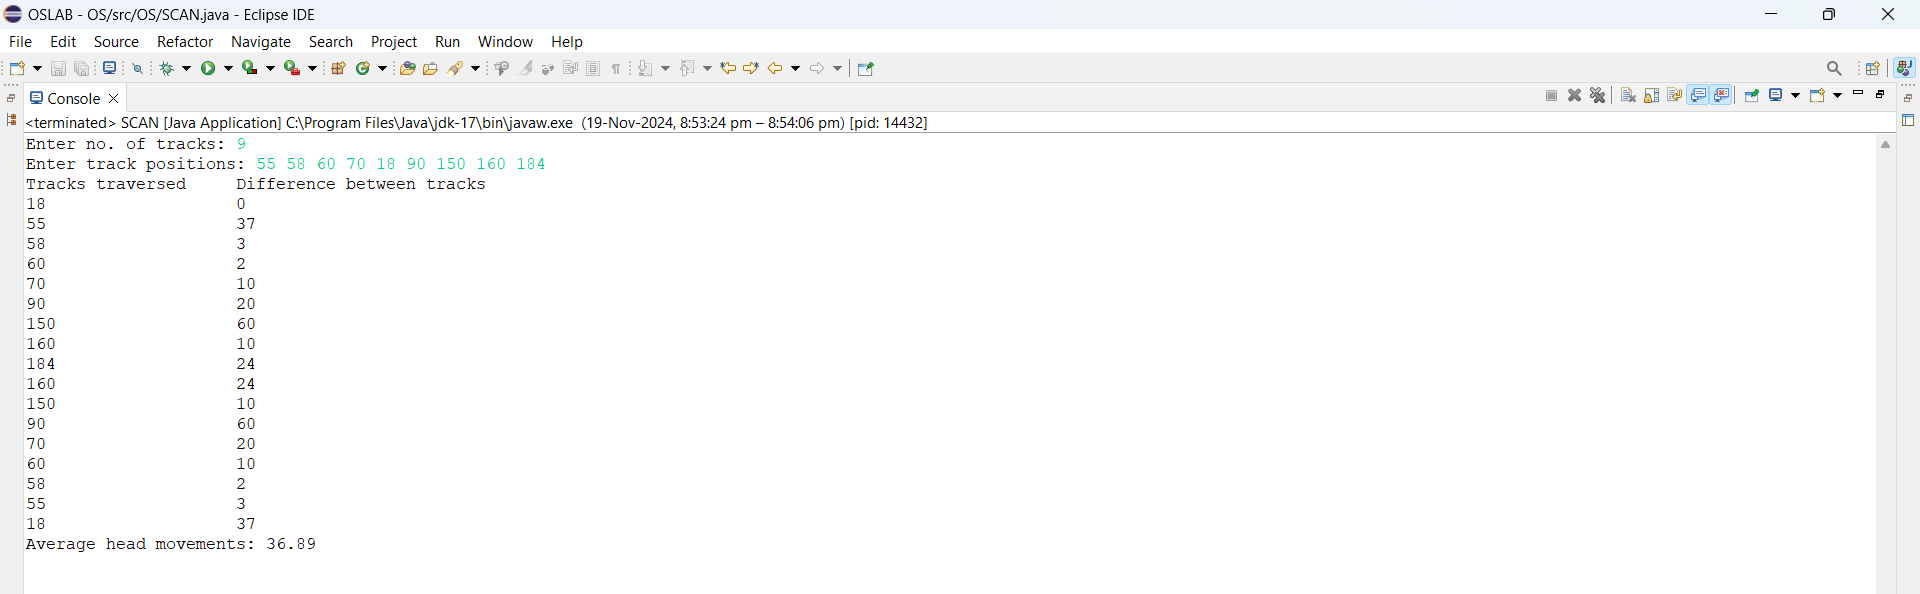 OSLAB - OS/src/OS/SCAN.java - Eclipse IDE
File Edit Source Refactor Navigate Search Project Run Window Help
Console
<terminated> SCAN [Java Application] C:\Program Files\Java\jdk-17\bin\javaw.exe (19-Nov-2024, 8:53:24 pm – 8:54:06 pm) [pid: 14432]
Enter no. of tracks: 9
Enter track positions: 55 58 60 70 18 90 150 160 184
Tracks traversed Difference between tracks
18 0
55 37
58 3
60 2
70 10
90 20
150 60
160 10
184 24
160 24
150 10
90 60
70 20
60 10
58 2
55 3
18 37
Average head movements: 36.89